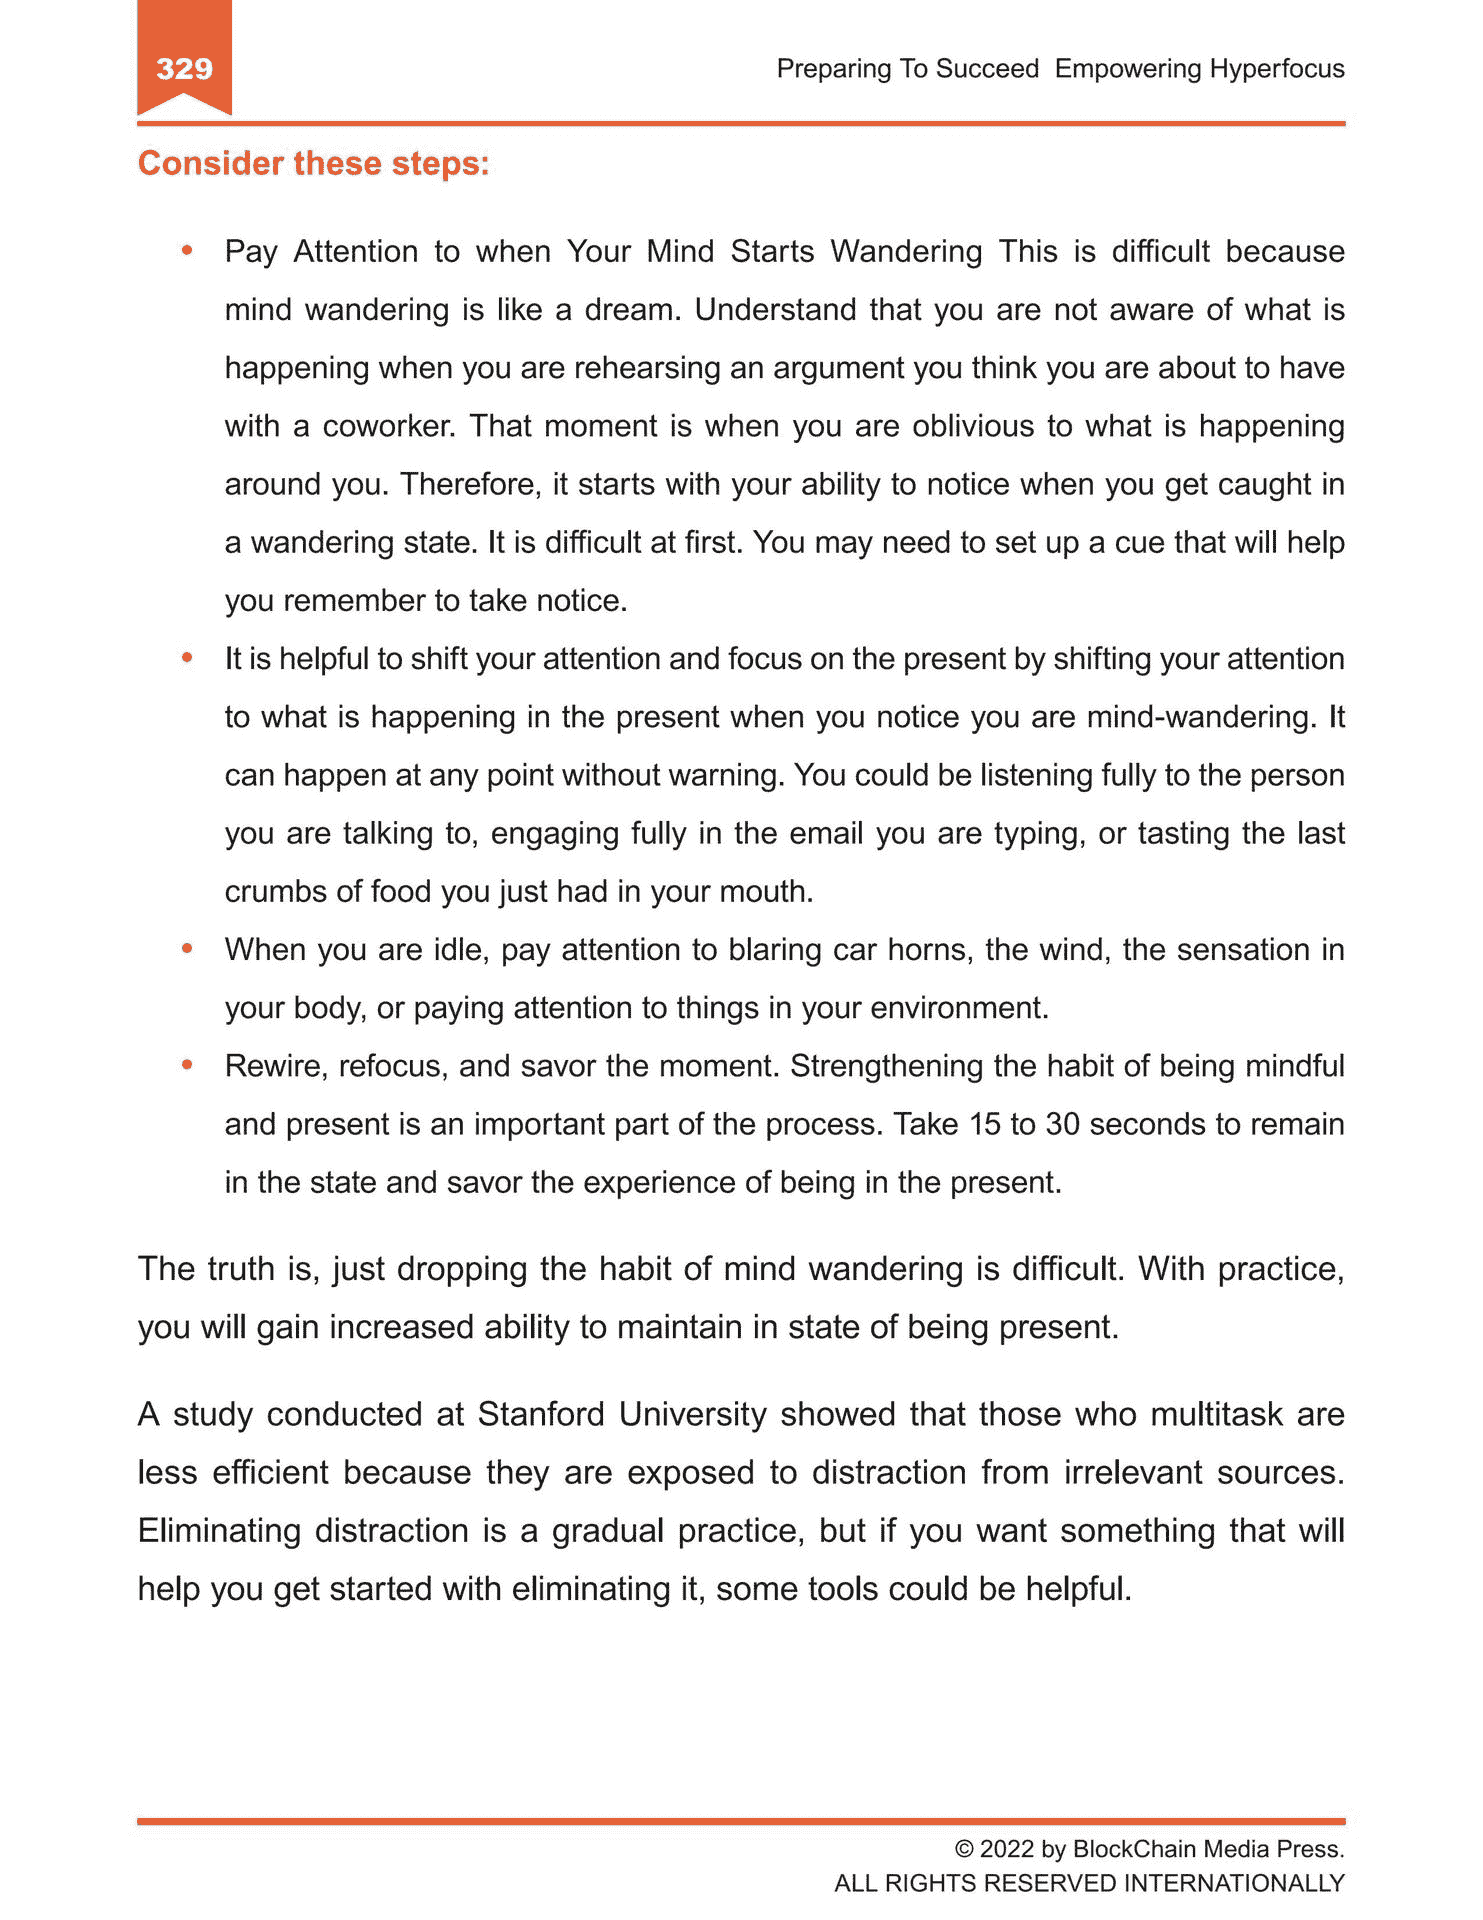 329
Preparing To Succeed  Empowering Hyperfocus
Consider these steps:
• Pay Attention to when Your Mind Starts Wandering This is difficult because
mind wandering is like a dream. Understand that you are not aware of what is
happening when you are rehearsing an argument you think you are about to have
with a coworker. That moment is when you are oblivious to what is happening
around you. Therefore, it starts with your ability to notice when you get caught in
a wandering state. It is difficult at first. You may need to set up a cue that will help
you remember to take notice.
• It is helpful to shift your attention and focus on the present by shifting your attention
to what is happening in the present when you notice you are mind-wandering. It
can happen at any point without warning. You could be listening fully to the person
you are talking to, engaging fully in the email you are typing, or tasting the last
crumbs of food you just had in your mouth.
• When you are idle, pay attention to blaring car horns, the wind, the sensation in
your body, or paying attention to things in your environment.
• Rewire, refocus, and savor the moment. Strengthening the habit of being mindful
and present is an important part of the process. Take 15 to 30 seconds to remain
in the state and savor the experience of being in the present.
The truth is, just dropping the habit of mind wandering is difficult. With practice,
you will gain increased ability to maintain in state of being present.
A study conducted at Stanford University showed that those who multitask are
less efficient because they are exposed to distraction from irrelevant sources.
Eliminating distraction is a gradual practice, but if you want something that will
help you get started with eliminating it, some tools could be helpful.
© 2022 by BlockChain Media Press.
ALL RIGHTS RESERVED INTERNATIONALLY